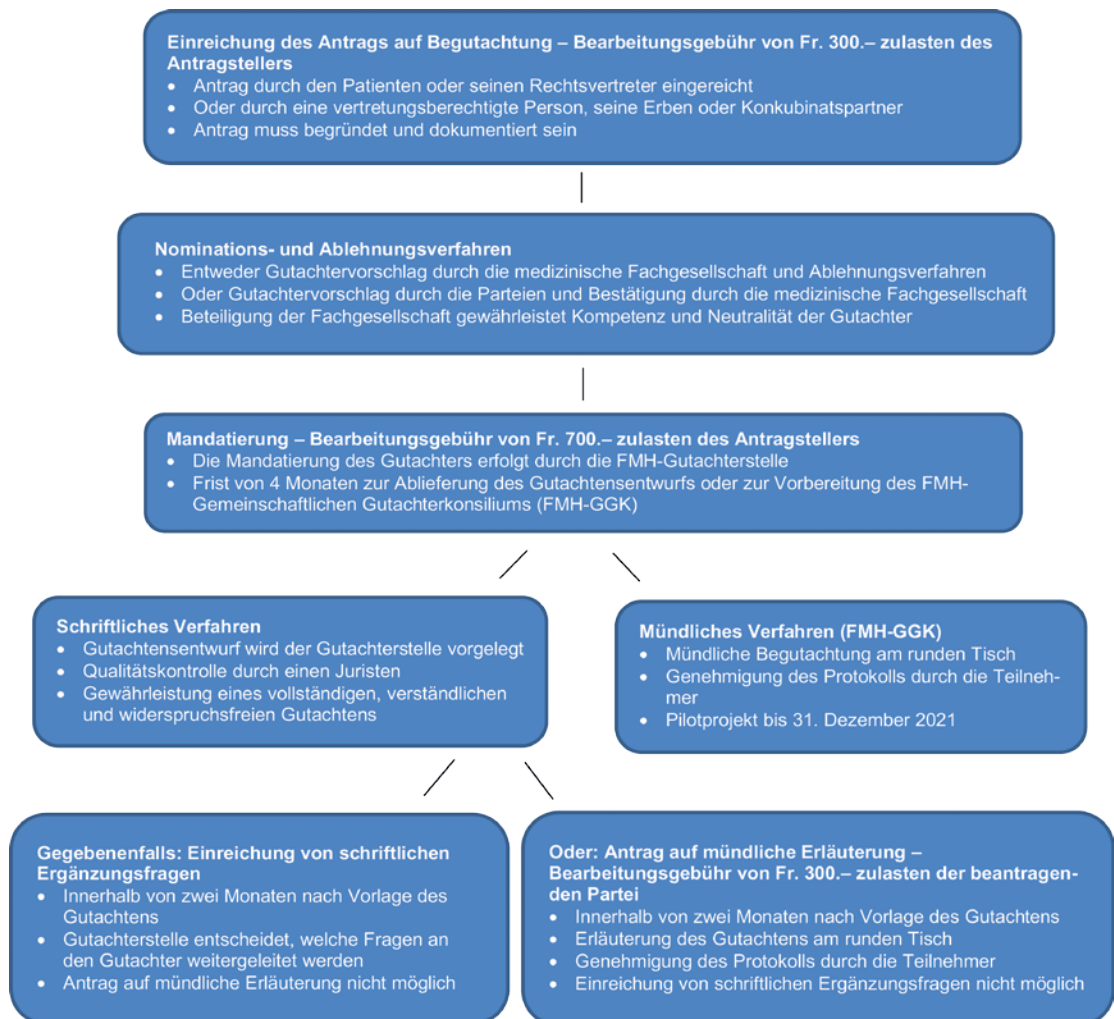 Einreichung des Antrags auf Begutachtung – Bearbeitungsgebühr von Fr. 300.– zulasten des
Antragstellers
• Antrag durch den Patienten oder seinen Rechtsvertreter eingereicht
• Oder durch eine vertretungsberechtigte Person, seine Erben oder Konkubinatspartner
• Antrag muss begründet und dokumentiert sein
Nominations- und Ablehnungsverfahren
• Entweder Gutachtervorschlag durch die medizinische Fachgesellschaft und Ablehnungsverfahren
• Oder Gutachtervorschlag durch die Parteien und Bestätigung durch die medizinische Fachgesellschaft
• Beteiligung der Fachgesellschaft gewährleistet Kompetenz und Neutralität der Gutachter
Mandatierung – Bearbeitungsgebühr von Fr. 700.– zulasten des Antragstellers
• Die Mandatierung des Gutachters erfolgt durch die FMH-Gutachterstelle
• Frist von 4 Monaten zur Ablieferung des Gutachtensentwurfs oder zur Vorbereitung des FMH-
Gemeinschaftlichen Gutachterkonsiliums (FMH-GGK)
Schriftliches Verfahren
• Gutachtensentwurf wird der Gutachterstelle vorgelegt
• Qualitätskontrolle durch einen Juristen
• Gewährleistung eines vollständigen, verständlichen
und widerspruchsfreien Gutachtens
Mündliches Verfahren (FMH-GGK)
• Mündliche Begutachtung am runden Tisch
• Genehmigung des Protokolls durch die Teilneh-
mer
• Pilotprojekt bis 31. Dezember 2021
Gegebenenfalls: Einreichung von schriftlichen
Ergänzungsfragen
• Innerhalb von zwei Monaten nach Vorlage des
Gutachtens
• Gutachterstelle entscheidet, welche Fragen an
den Gutachter weitergeleitet werden
• Antrag auf mündliche Erläuterung nicht möglich
Oder: Antrag auf mündliche Erläuterung –
Bearbeitungsgebühr von Fr. 300.– zulasten der beantragen-
den Partei
• Innerhalb von zwei Monaten nach Vorlage des Gutachtens
• Erläuterung des Gutachtens am runden Tisch
• Genehmigung des Protokolls durch die Teilnehmer
• Einreichung von schriftlichen Ergänzungsfragen nicht möglich